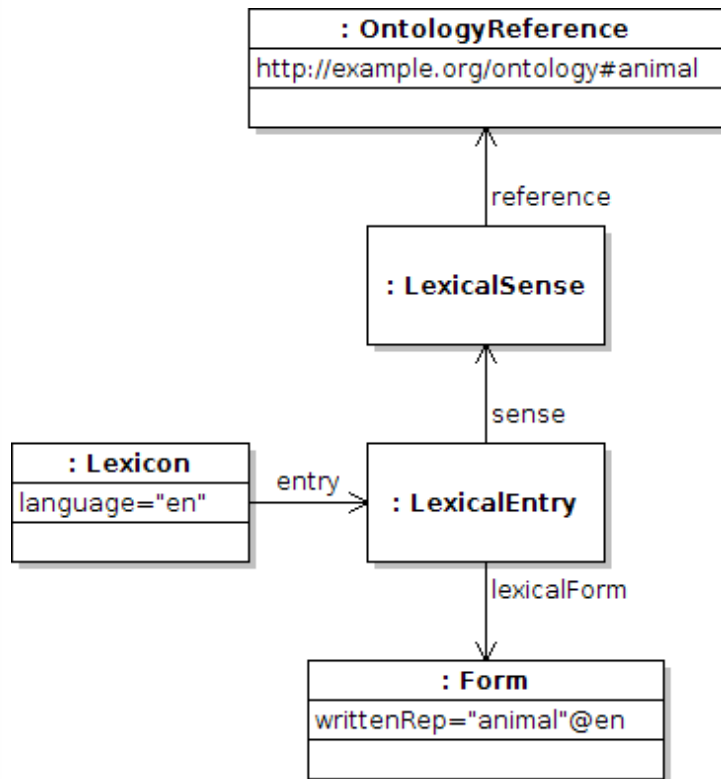 : OntologyReference
http://example.org/ontology#animal
reference
: LexicalSense
sense
: Lexicon
language="en"
entry
: LexicalEntry
lexicalForm
: Form
writtenRep="animal"@en